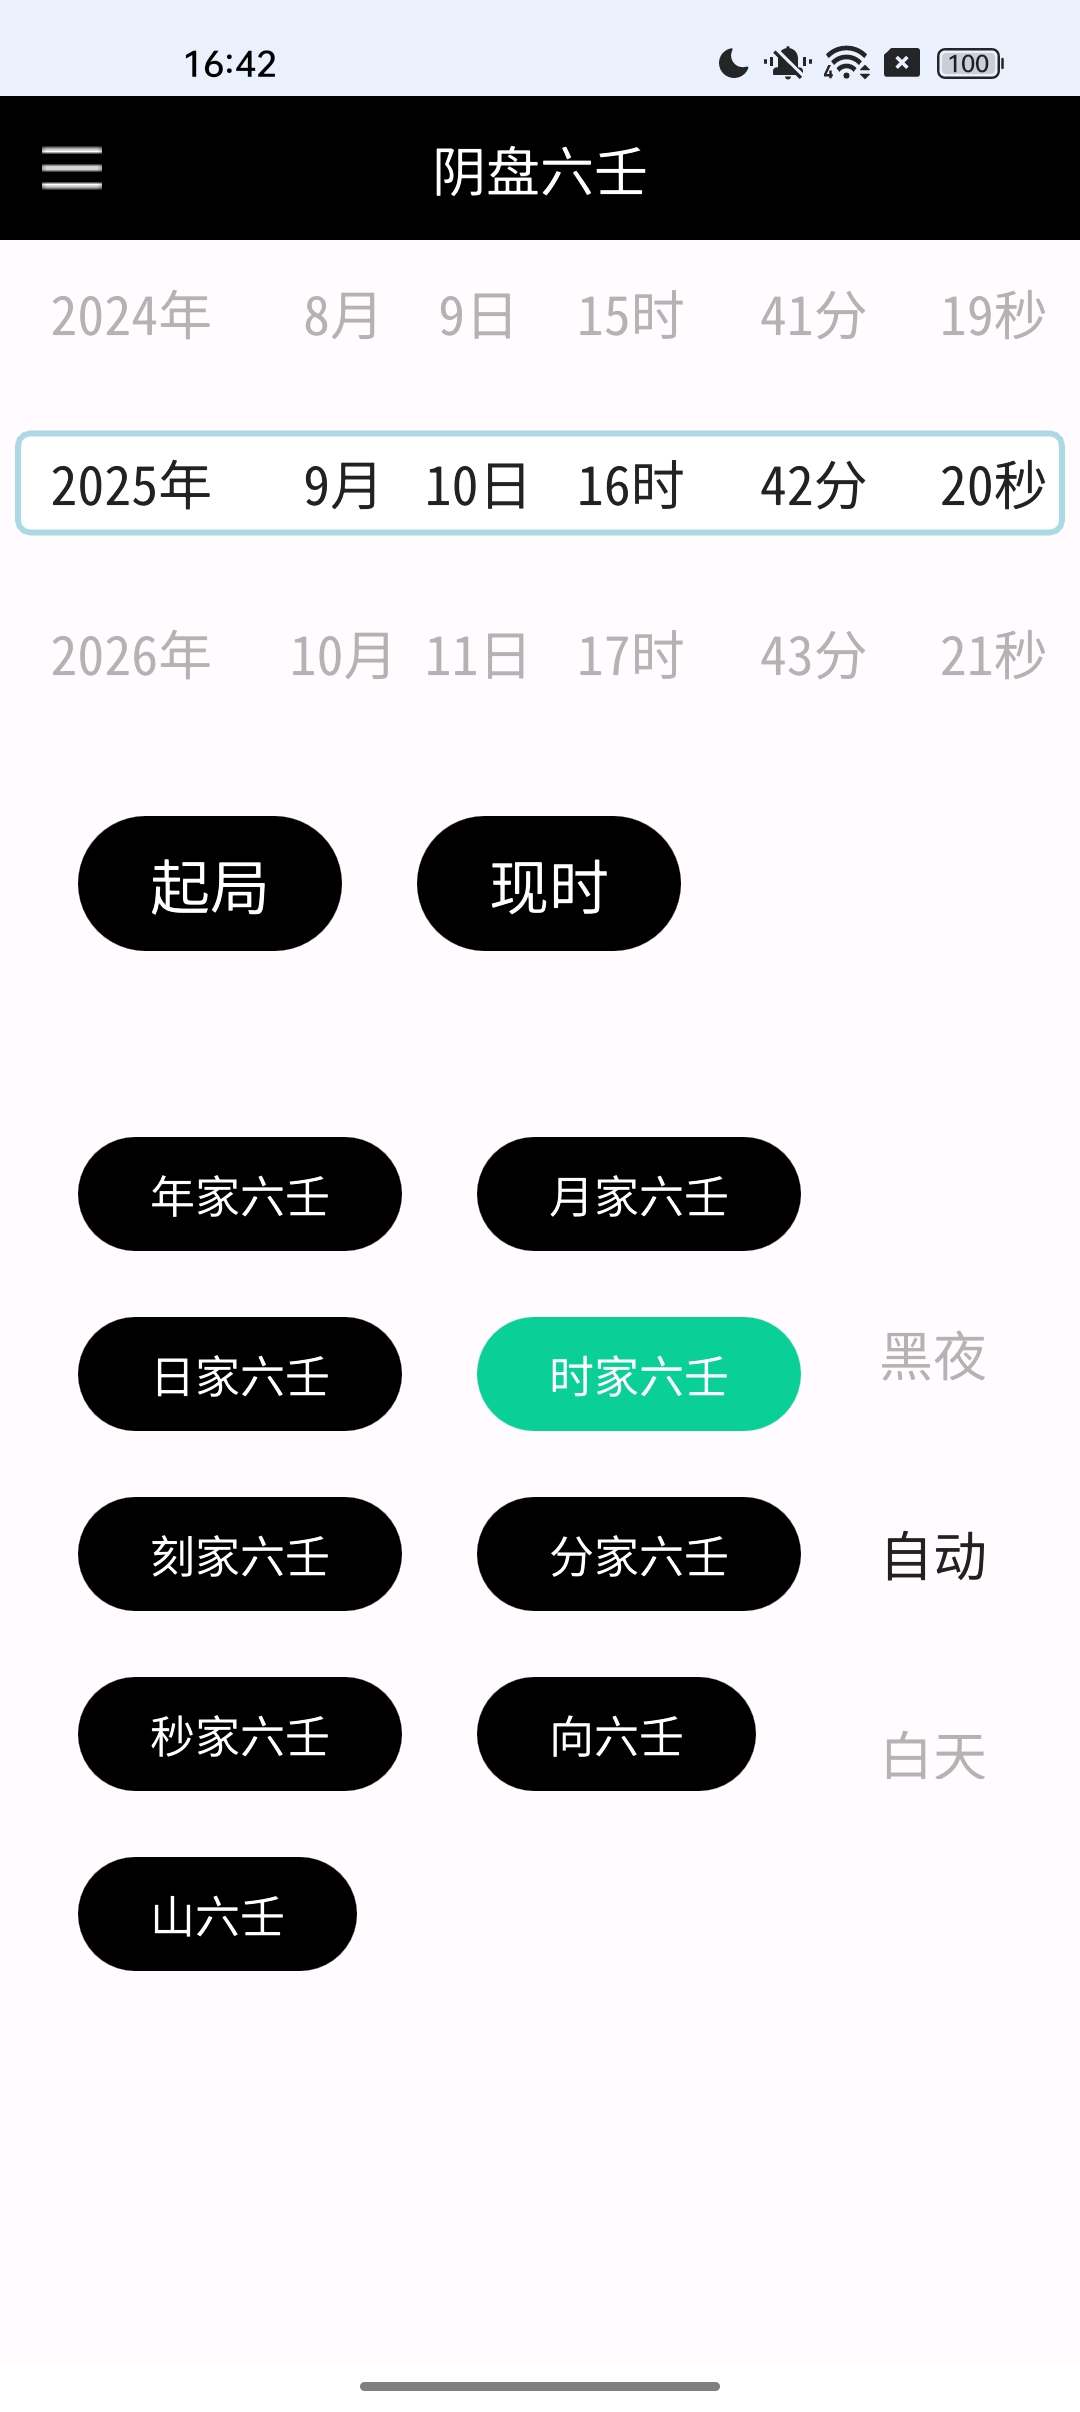 16:42
100
阴盘六壬
2024年 8月 9日 15时 41分 19秒
2025年 9月 10日 16时 42分 20秒
2026年 10月 11日 17时 43分 21秒
起局 现时
年家六壬 月家六壬
日家六壬 时家六壬
黑夜
刻家六壬 分家六壬
自动
秒家六壬 向六壬
白天
山六壬